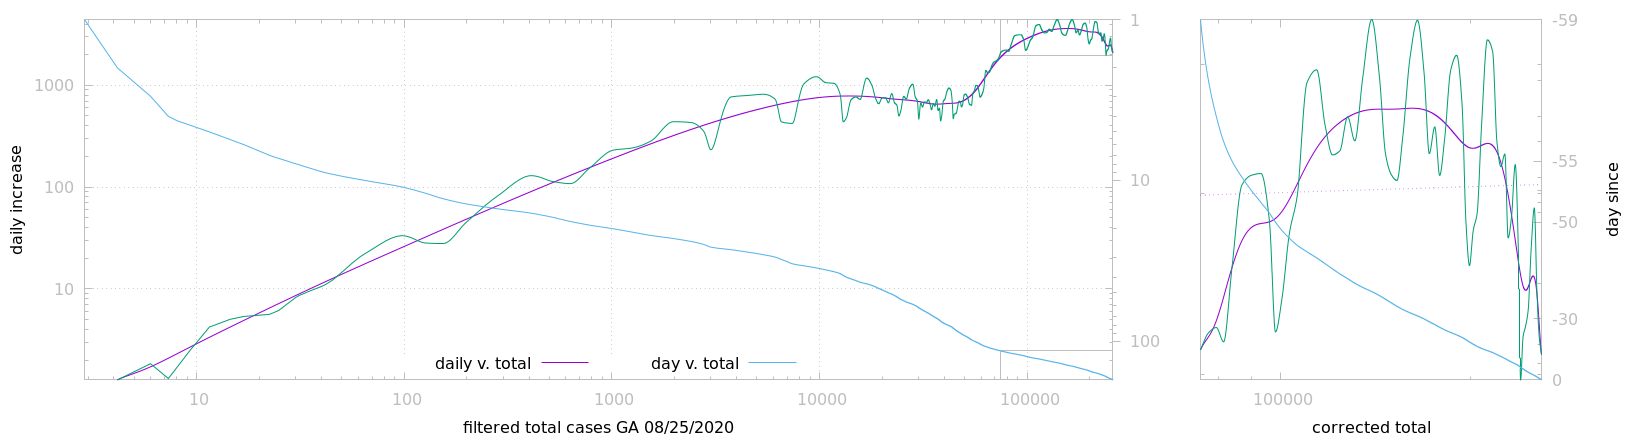 daily increase
1000
100
10
10
100
1000
10000
100000
filtered total cases GA 08/25/2020
daily v. total
day v. total
1
10
100
100000
corrected total
-59
-55
-50
-30
0
day since